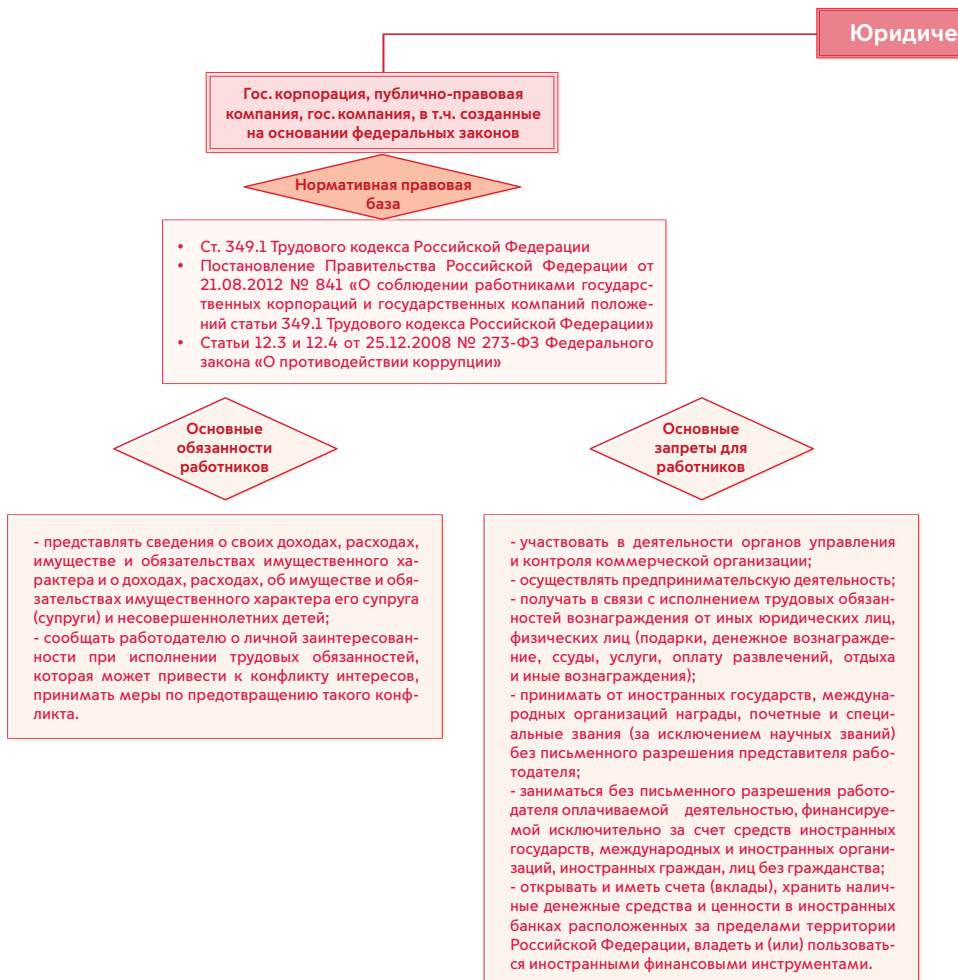 Юридиче
Гос. корпорация, публично-правовая
компания, гос. компания, в т.ч. созданные
на основании федеральных законов
Нормативная правовая
база
• Ст. 349.1 Трудового кодекса Российской Федерации
• Постановление Правительства Российской Федерации от
21.08.2012 № 841 «О соблюдении работниками государс-
твенных корпораций и государственных компаний положе-
ний статьи 349.1 Трудового кодекса Российской Федерации»
• Статьи 12.3 и 12.4 от 25.12.2008 № 273-ФЗ Федерального
закона «О противодействии коррупции»
Основные
обязанности
работников
- представлять сведения о своих доходах, расходах,
имуществе и обязательствах имущественного ха-
рактера и о доходах, расходах, об имуществе и обя-
зательствах имущественного характера его супруга
(супруги) и несовершеннолетних детей;
- сообщать работодателю о личной заинтересован-
ности при исполнении трудовых обязанностей,
которая может привести к конфликту интересов,
принимать меры по предотвращению такого конф-
ликта.
Основные
запреты для
работников
- участвовать в деятельности органов управления
и контроля коммерческой организации;
- осуществлять предпринимательскую деятельность;
- получать в связи с исполнением трудовых обязан-
ностей вознаграждения от иных юридических лиц,
физических лиц (подарки, денежное вознагражде-
ние, ссуды, услуги, оплату развлечений, отдыха
и иные вознаграждения);
- принимать от иностранных государств, междуна-
родных организаций награды, почетные и специ-
альные звания (за исключением научных званий)
без письменного разрешения представителя рабо-
тодателя;
- заниматься без письменного разрешения работо-
дателя оплачиваемой деятельностью, финансируе-
мой исключительно за счет средств иностранных
государств, международных и иностранных органи-
заций, иностранных граждан, лиц без гражданства;
- открывать и иметь счета (вклады), хранить налич-
ные денежные средства и ценности в иностранных
банках расположенных за пределами территории
Российской Федерации, владеть и (или) пользовать-
ся иностранными финансовыми инструментами.